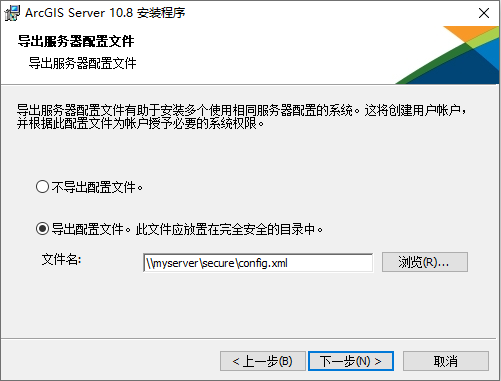 ArcGIS Server 10.8 安装程序
导出服务器配置文件
导出服务器配置文件
导出服务器配置文件有助于安装多个使用相同服务器配置的系统。这将创建用户帐户，
并根据此配置文件为帐户授予必要的系统权限。
不导出配置文件。
导出配置文件。此文件应放置在完全安全的目录中。
文件名:
\\myserver\secure\config.xml
浏览(R)...
< 上一步(B)
下一步(N) >
取消